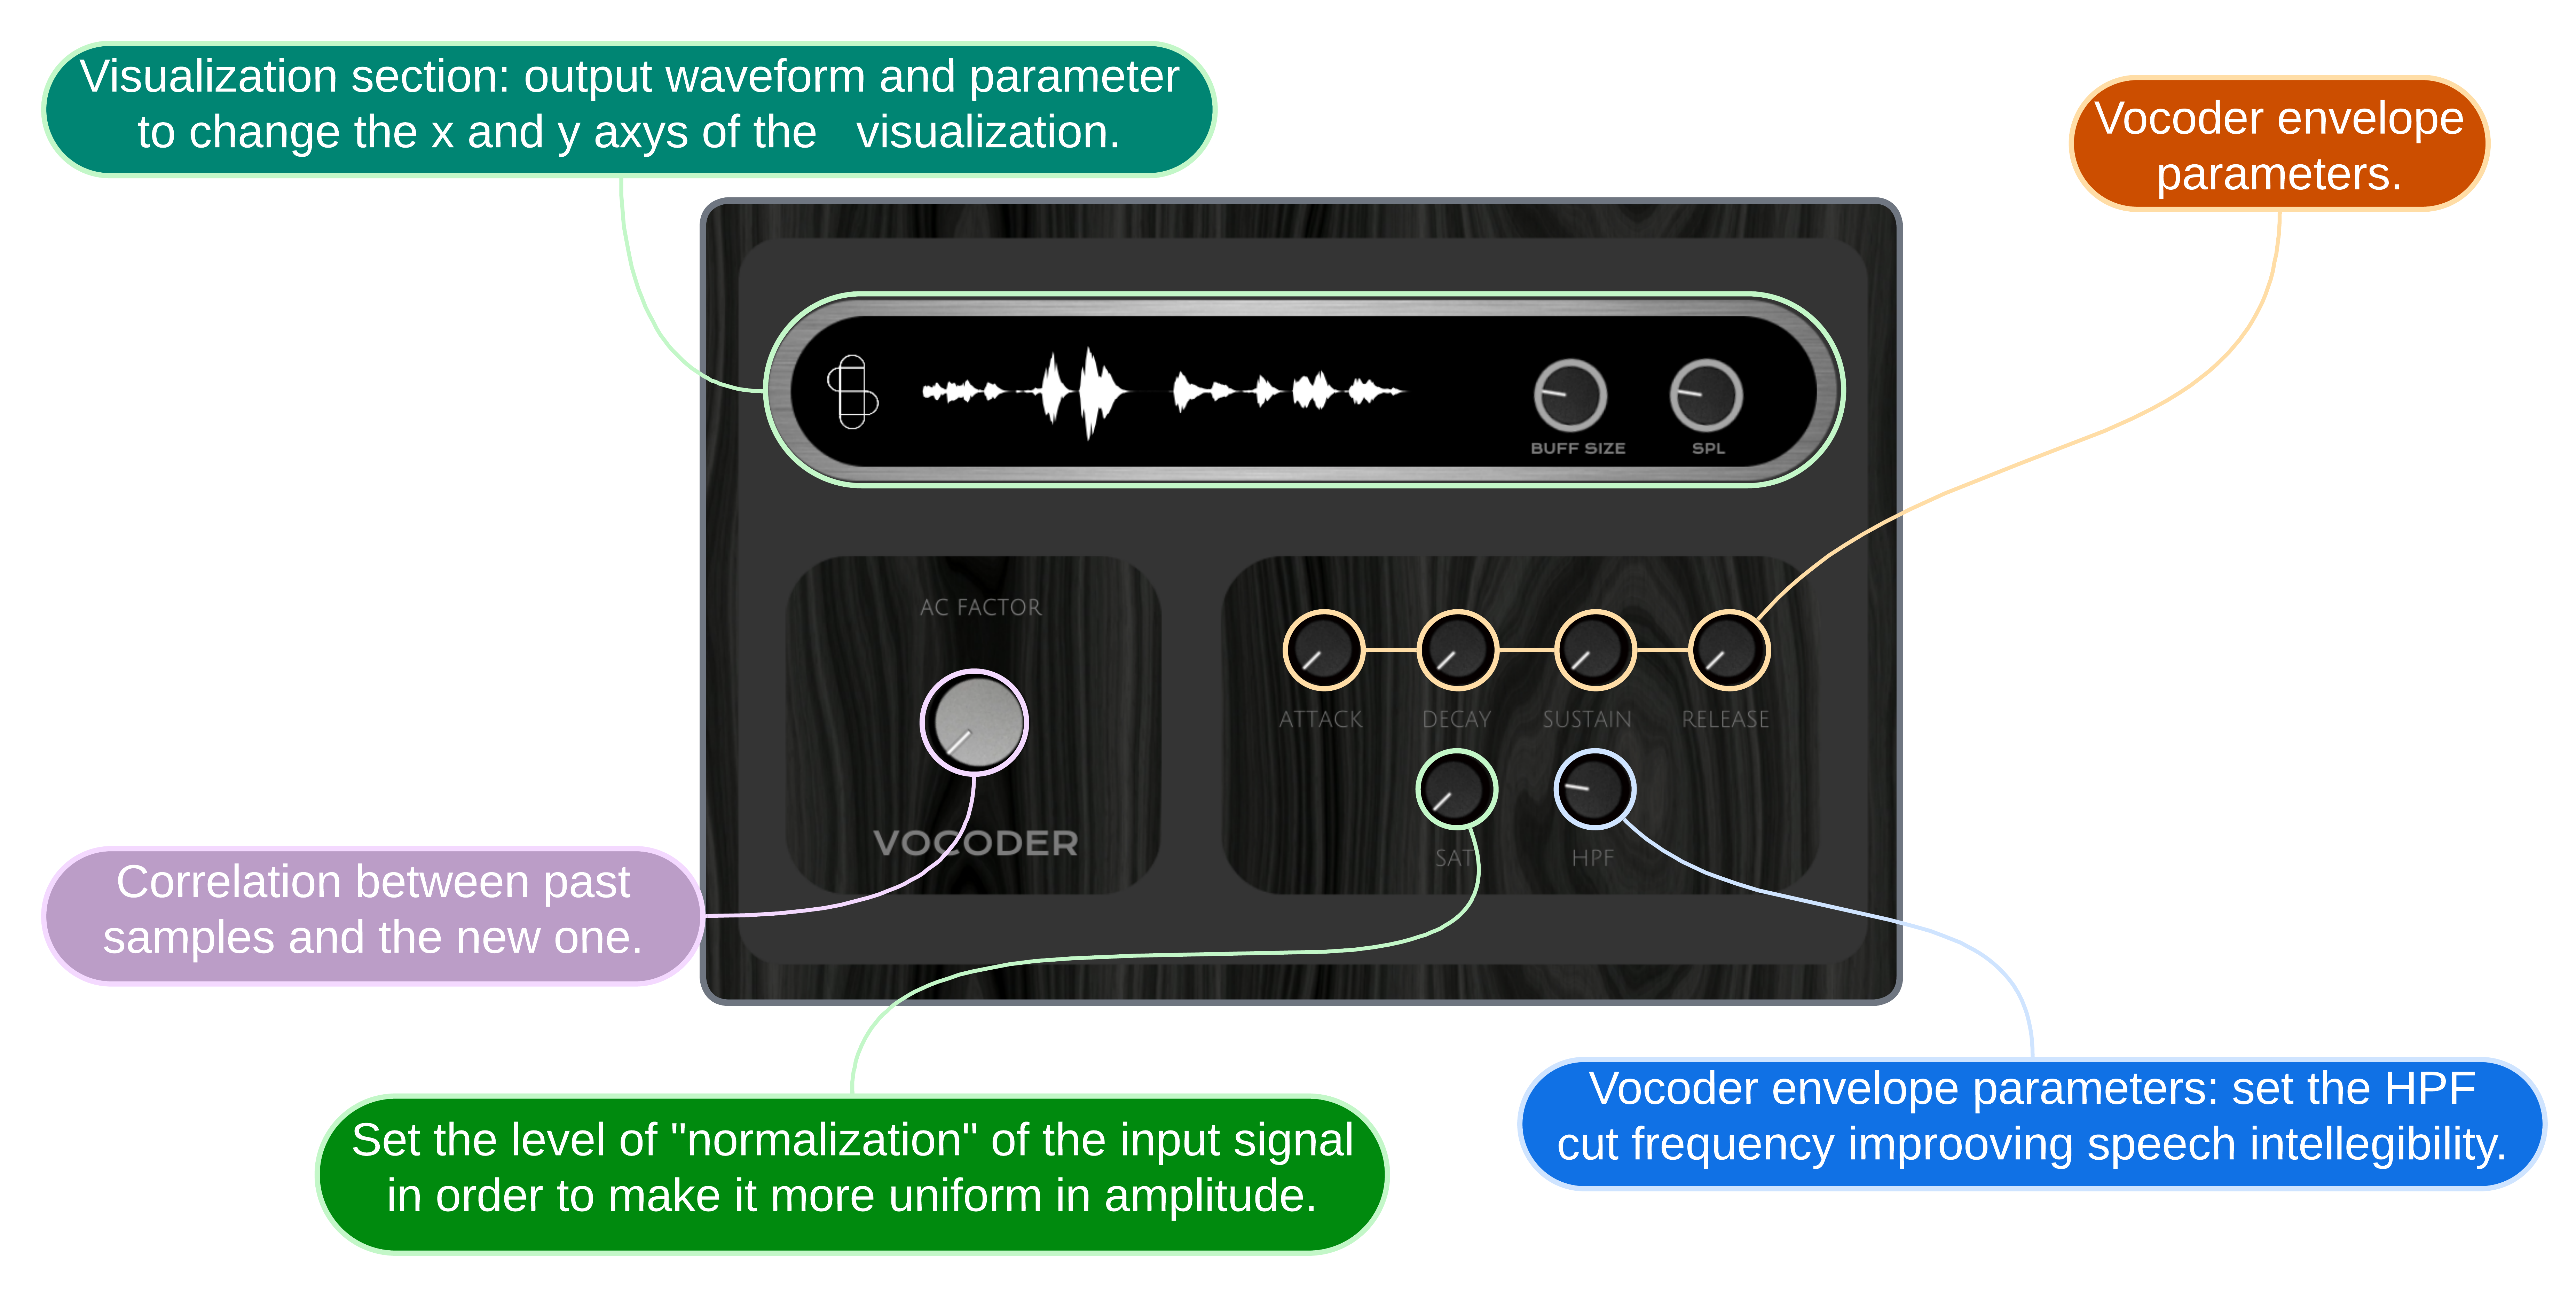 Visualization section: output waveform and parameter
to change the x and y axys of the visualization.
Vocoder envelope
parameters.
BUFF SIZE
SPL
AC FACTOR
VOCODER
ATTACK
DECAY
SUSTAIN
RELEASE
SAT
HPF
Correlation between past
samples and the new one.
Set the level of "normalization" of the input signal
in order to make it more uniform in amplitude.
Vocoder envelope parameters: set the HPF
cut frequency improoving speech intellegibility.